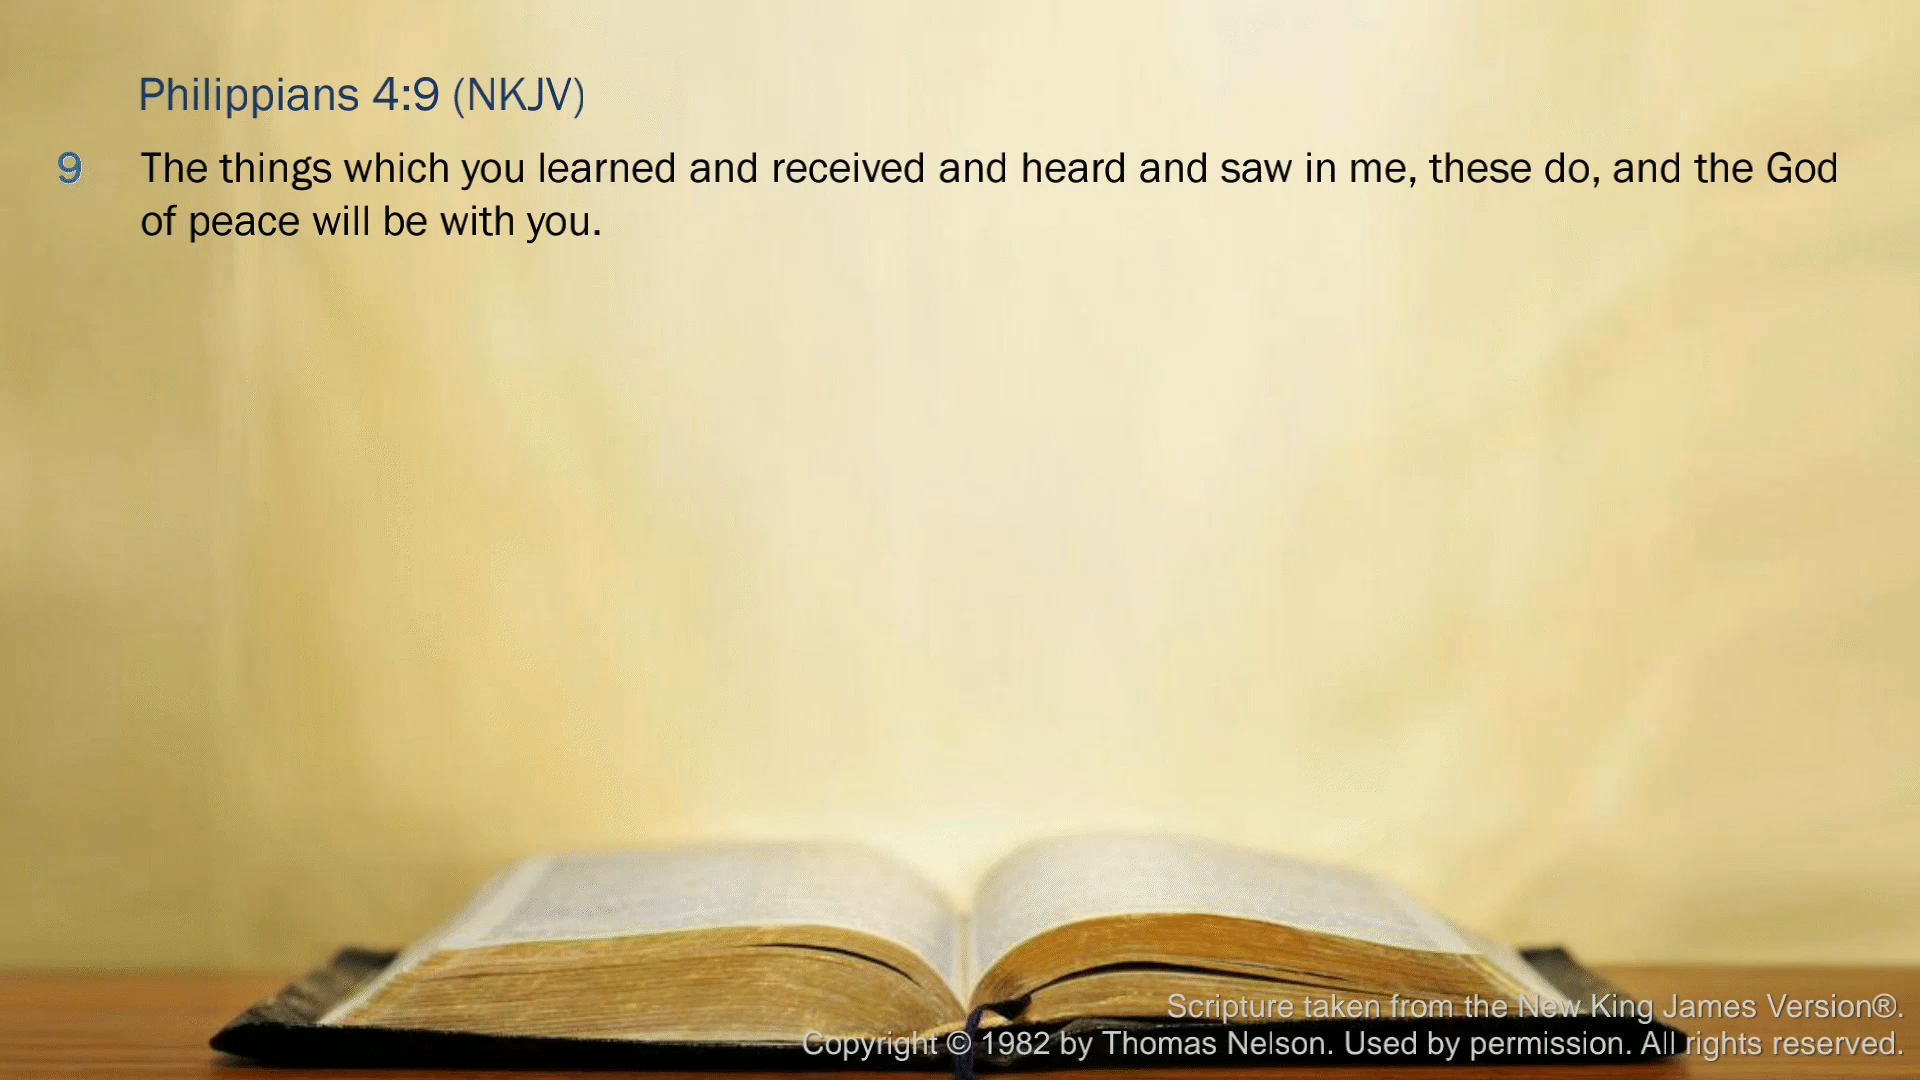 Philippians 4:9 (NKJV)
9 The things which you learned and received and heard and saw in me, these do, and the God
of peace will be with you.
Scripture taken from the New King James Version®.
Copyright © 1982 by Thomas Nelson. Used by permission. All rights reserved.